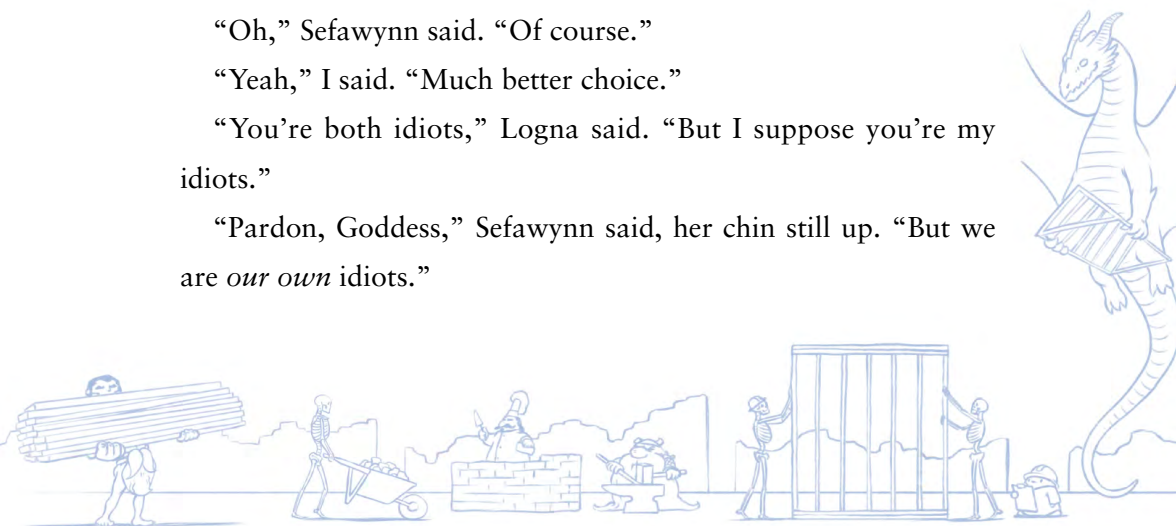 “Oh,” Sefawynn said. “Of course.”
“Yeah,” I said. “Much better choice.”
“You’re both idiots,” Logna said. “But I suppose you’re my
idiots.”
“Pardon, Goddess,” Sefawynn said, her chin still up. “But we
are our own idiots.”